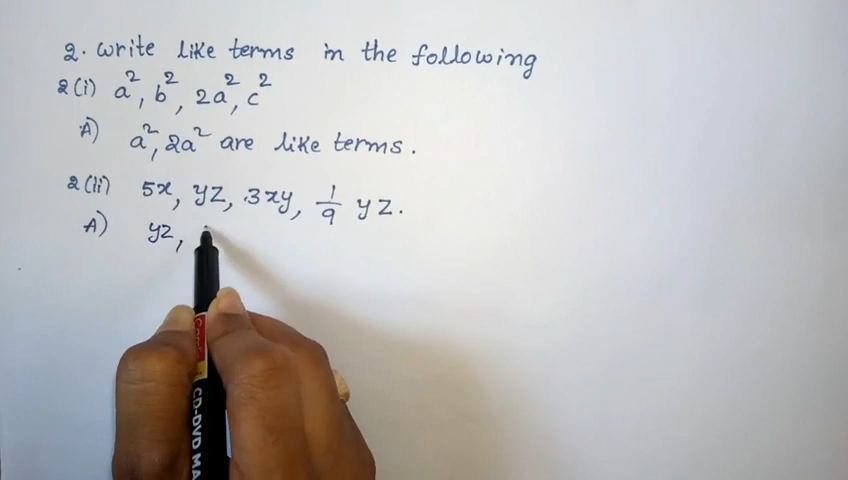 2. write like terms in the following
2(i) a², b², 2a², c²
A) a², 2a² are like terms.
2(ii) 5x, yz, 3xy, 1/9 yz.
A) yz,
CD-DVD MA